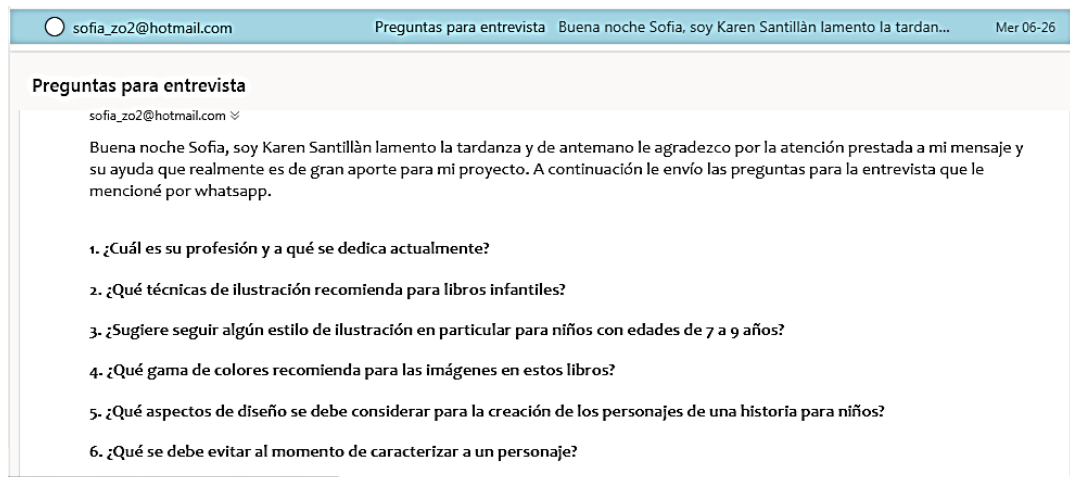 sofia_zo2@hotmail.com Preguntas para entrevista Buena noche Sofia, soy Karen Santillàn lamento la tardan... Mer 06-26
Preguntas para entrevista
sofia_zo2@hotmail.com
Buena noche Sofia, soy Karen Santillàn lamento la tardanza y de antemano le agradezco por la atención prestada a mi mensaje y
su ayuda que realmente es de gran aporte para mi proyecto. A continuación le envío las preguntas para la entrevista que le
mencioné por whatsapp.
1. ¿Cuál es su profesión y a qué se dedica actualmente?
2. ¿Qué técnicas de ilustración recomienda para libros infantiles?
3. ¿Sugiere seguir algún estilo de ilustración en particular para niños con edades de 7 a 9 años?
4. ¿Qué gama de colores recomienda para las imágenes en estos libros?
5. ¿Qué aspectos de diseño se debe considerar para la creación de los personajes de una historia para niños?
6. ¿Qué se debe evitar al momento de caracterizar a un personaje?